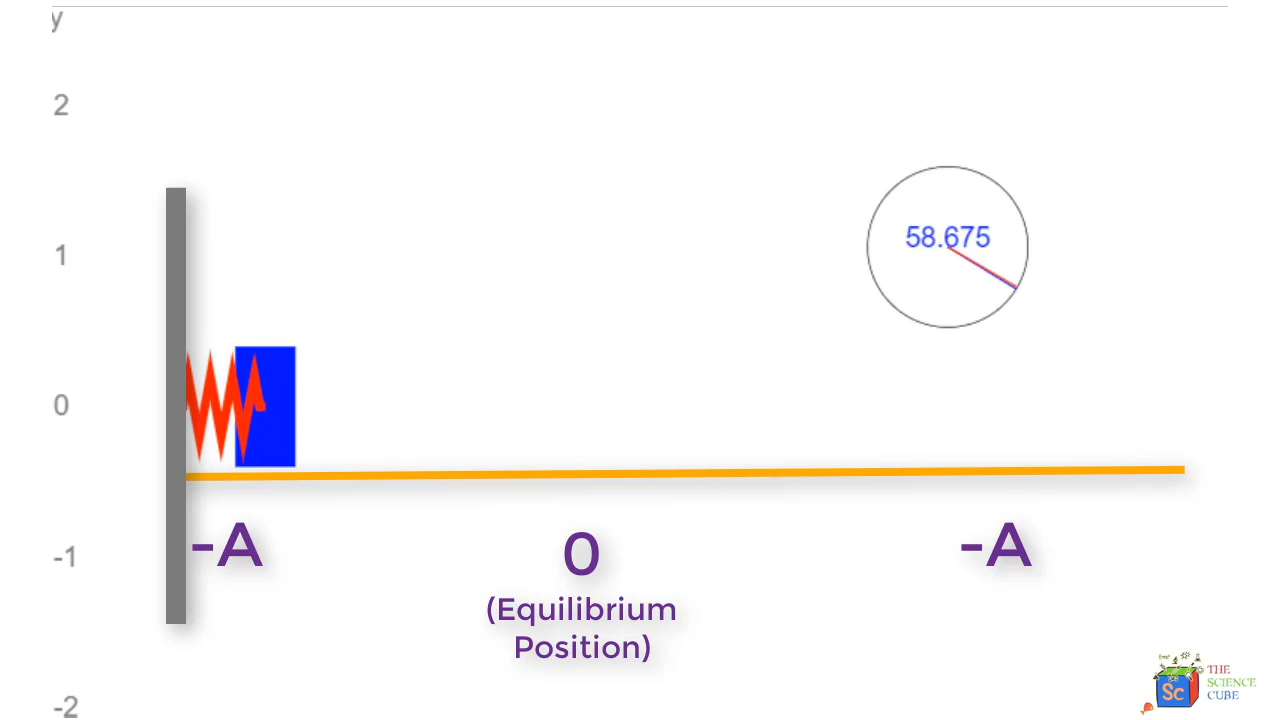 y
2
1
58.675
0
-A
0
-A
-1
(Equilibrium
Position)
-2
Sc
THE
SCIENCE
CUBE